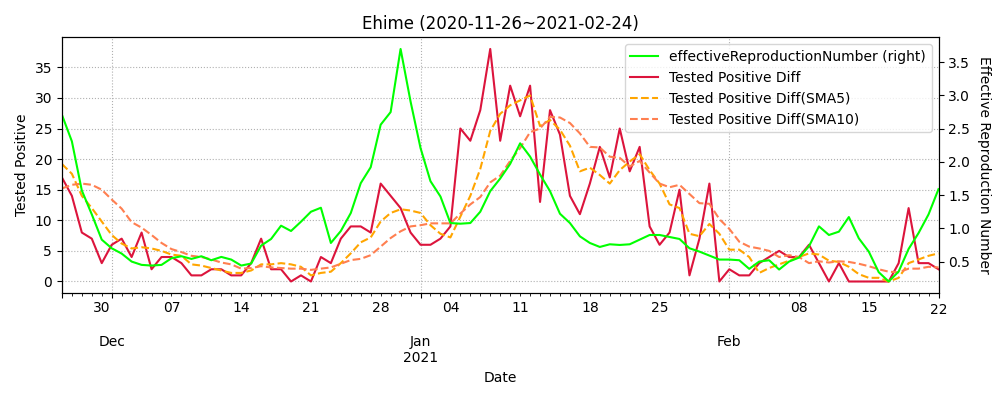 Ehime (2020-11-26~2021-02-24)
effectiveReproductionNumber (right)
Tested Positive Diff
Tested Positive Diff(SMA5)
Tested Positive Diff(SMA10)
Tested Positive
35
30
25
20
15
10
5
0
3.5
3.0
2.5
2.0
1.5
1.0
0.5
Effective Reproduction Number
30 07 14 21 28 04 11 18 25 08 15 22
Dec Jan Feb
2021
Date